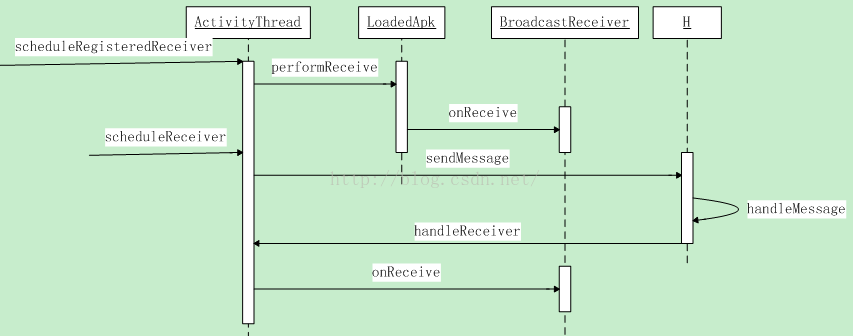 ActivityThread
LoadedApk
BroadcastReceiver
H
scheduleRegisteredReceiver
performReceive
onReceive
scheduleReceiver
sendMessage
http://blog.csdn.net/
handleMessage
handleReceiver
onReceive